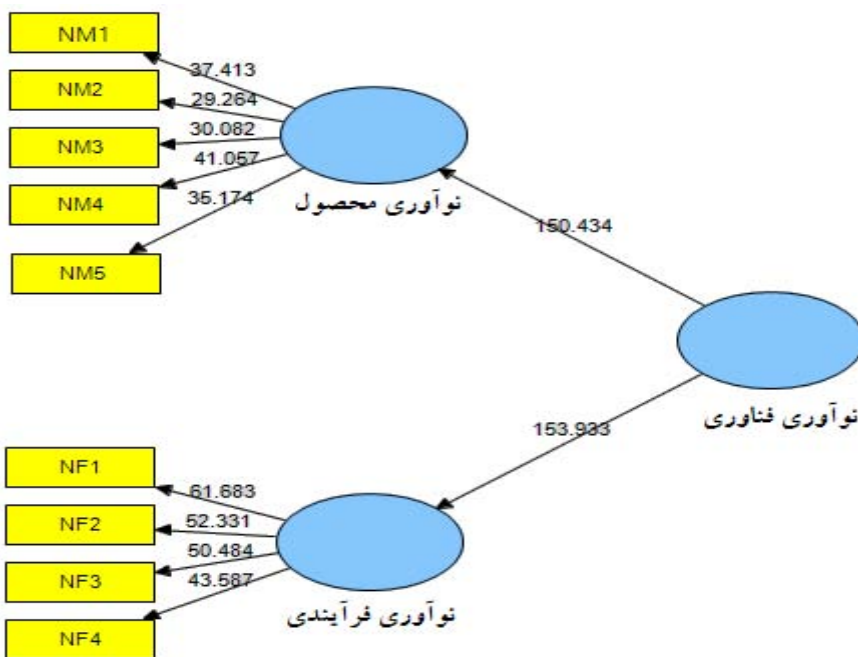 NM1
37.413
NM2
29.264
NM3
30.082
NM4
41.057
NM5
35.174
نوآوری محصول
150.434
نوآوری فناوری
153.933
NF1
61.683
NF2
52.331
NF3
50.484
NF4
43.587
نوآوری فرآیندی